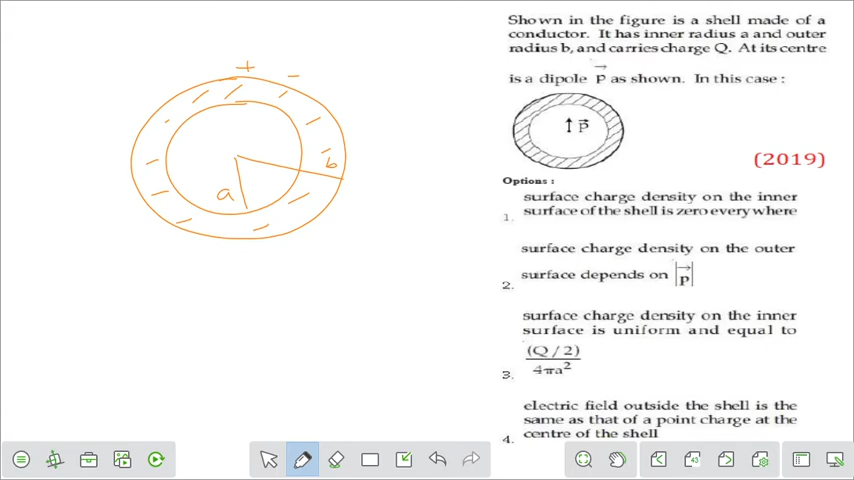 Shown in the figure is a shell made of a
conductor. It has inner radius a and outer
radius b, and carries charge Q. At its centre
is a dipole p⃗ as shown. In this case :
p⃗
(2019)
Options :
1. surface charge density on the inner
surface of the shell is zero every where
2. surface charge density on the outer
surface depends on |p⃗|
3. surface charge density on the inner
surface is uniform and equal to
(Q / 2)
4πa²
4. electric field outside the shell is the
same as that of a point charge at the
centre of the shell
+
b
a
43